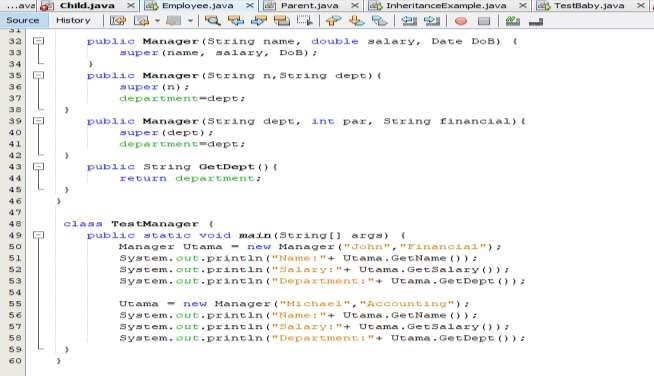 ...ava Child.java Employee.java Parent.java InheritanceExample.java TestBaby.java
Source History
31
32 public Manager(String name, double salary, Date DoB) {
33 super(name, salary, DoB);
34 }
35 public Manager(String n,String dept){
36 super(n);
37 department=dept;
38 }
39 public Manager(String dept, int par, String financial){
40 super(dept);
41 department=dept;
42 }
43 public String GetDept(){
44 return department;
45 }
46 }
47
48 class TestManager {
49 public static void main(String[] args) {
50 Manager Utama = new Manager("John","Financial");
51 System.out.println("Name:"+ Utama.GetName());
52 System.out.println("Salary:"+ Utama.GetSalary());
53 System.out.println("Department:"+ Utama.GetDept());
54
55 Utama = new Manager("Michael","Accounting");
56 System.out.println("Name:"+ Utama.GetName());
57 System.out.println("Salary:"+ Utama.GetSalary());
58 System.out.println("Department:"+ Utama.GetDept());
59 }
60 }